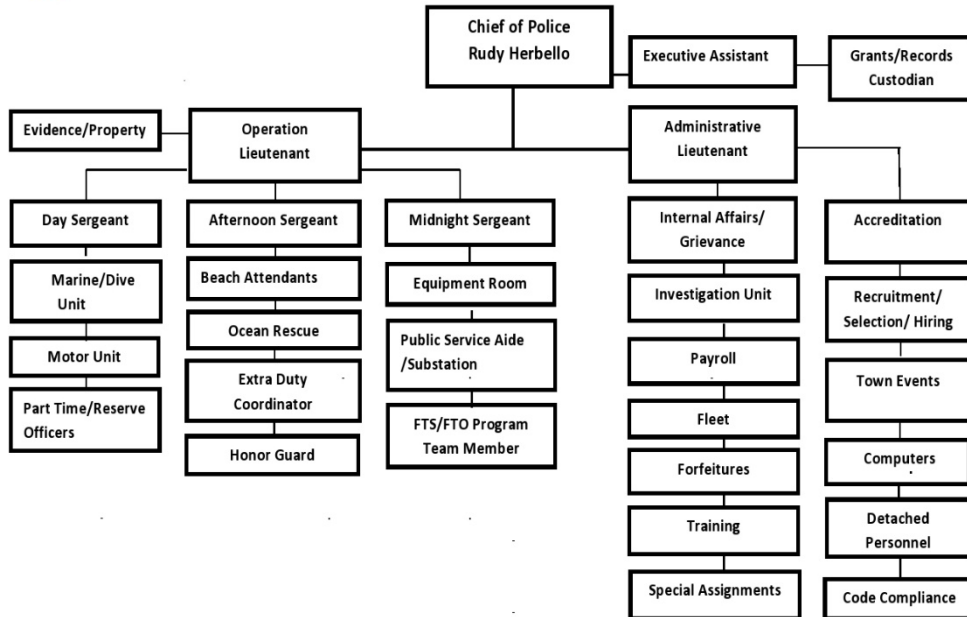 Chief of Police
Rudy Herbello
Executive Assistant
Grants/Records
Custodian
Evidence/Property
Operation
Lieutenant
Administrative
Lieutenant
Day Sergeant
Afternoon Sergeant
Midnight Sergeant
Internal Affairs/
Grievance
Accreditation
Marine/Dive
Unit
Beach Attendants
Equipment Room
Investigation Unit
Recruitment/
Selection/ Hiring
Motor Unit
Ocean Rescue
Public Service Aide
/Substation
Payroll
Town Events
Part Time/Reserve
Officers
Extra Duty
Coordinator
FTS/FTO Program
Team Member
Fleet
Honor Guard
Forfeitures
Computers
Training
Detached
Personnel
Special Assignments
Code Compliance